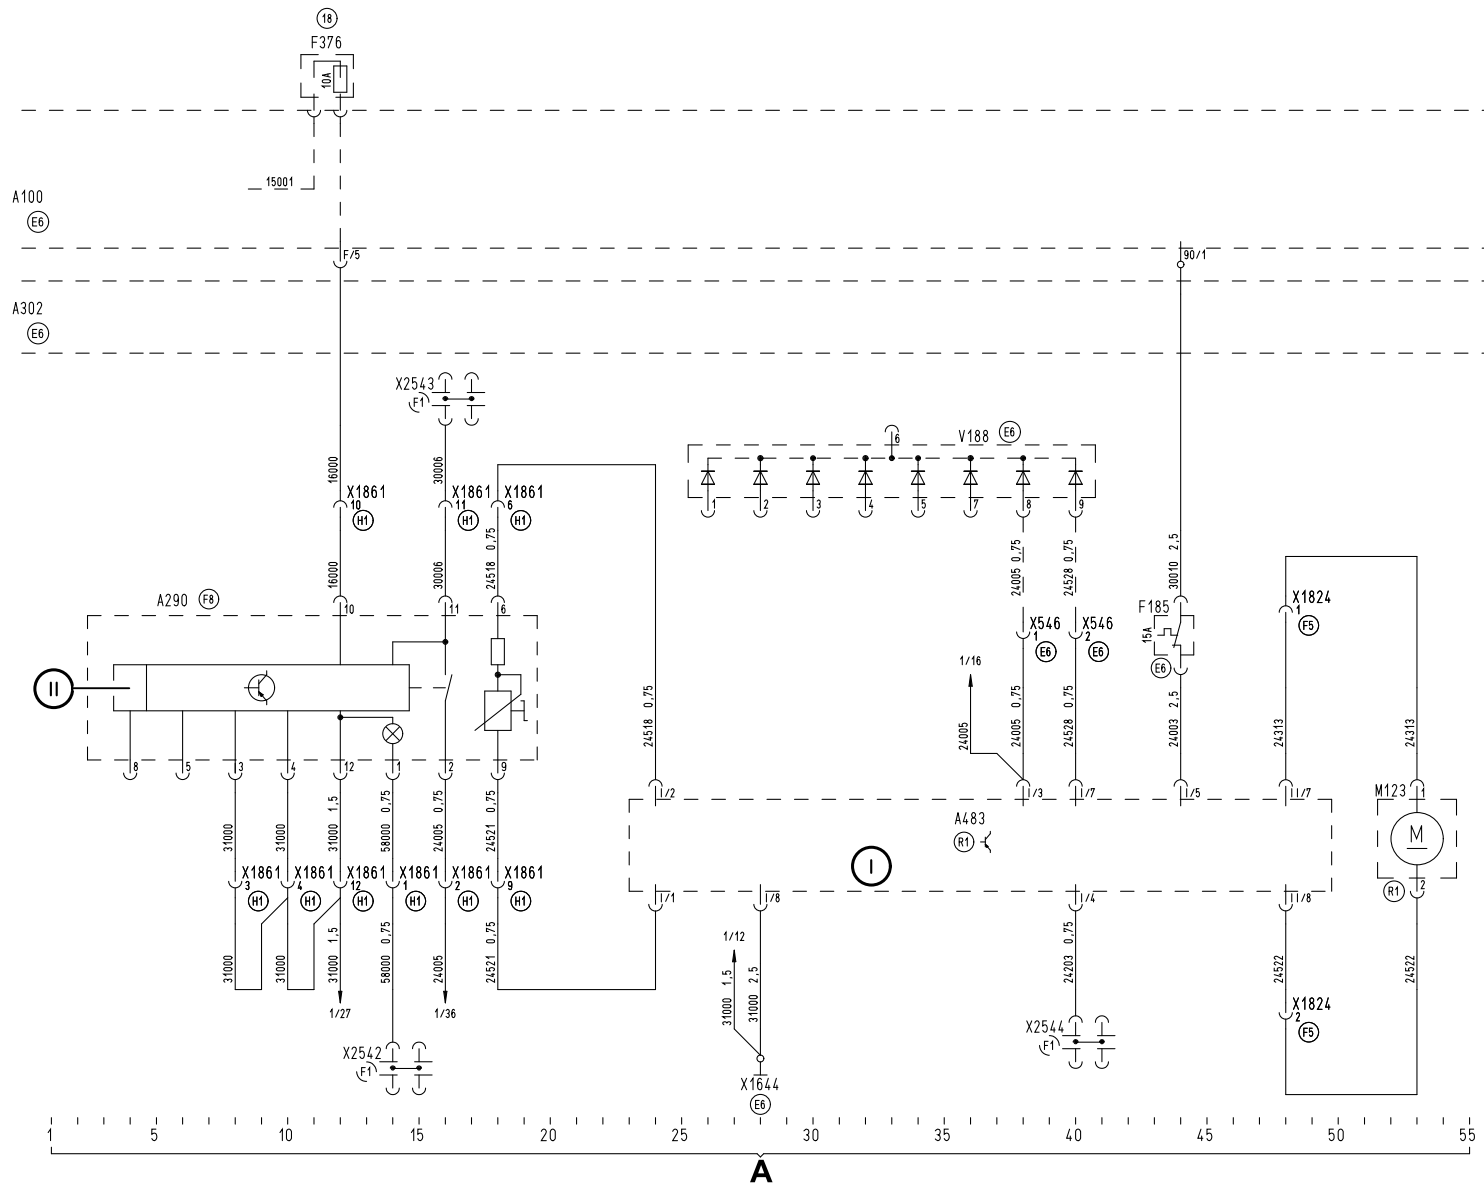 18
F376
10A
15001
A100
E6
F/5
90/1
A302
E6
X2543
F1
V188 E6
6
1 2 3 4 5 7 8 9
16000
30006
X1861 X1861 X1861
10 11 6
H1 H1 H1
16000
30006
24518 0,75
24005 0,75
24528 0,75
30010 2,5
A290 F8
10 11 6
X546 X546
1 2
E6 E6
F185
15A
E6
X1824
1
F5
II
1/16
24518 0,75
24005
24005 0,75
24528 0,75
24003 2,5
24313
24313
8 5 3 4 12 1 2 9
I/2 I/3 I/7 I/5 II/7
M123 1
31000
31000
31000 1,5
58000 0,75
24005 0,75
24521 0,75
A483
R1
I
M
X1861 X1861 X1861 X1861 X1861 X1861
3 4 12 1 2 9
H1 H1 H1 H1 H1 H1
I/1 I/8 I/4 II/8
R1 2
31000
31000
31000 1,5
58000 0,75
24005
24521 0,75
1/12
31000 1,5
31000 2,5
24203 0,75
24522
24522
1/27
1/36
X1824
2
F5
X2544
F1
X2542
F1
X1644
E6
1 5 10 15 20 25 30 35 40 45 50 55
A